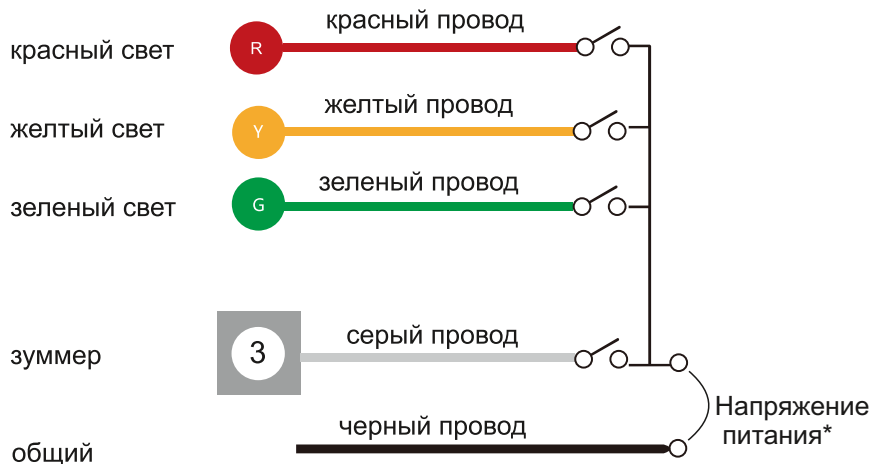 красный провод
красный свет
R
желтый провод
желтый свет
Y
зеленый провод
зеленый свет
G
серый провод
зуммер
3
Напряжение
питания*
черный провод
общий